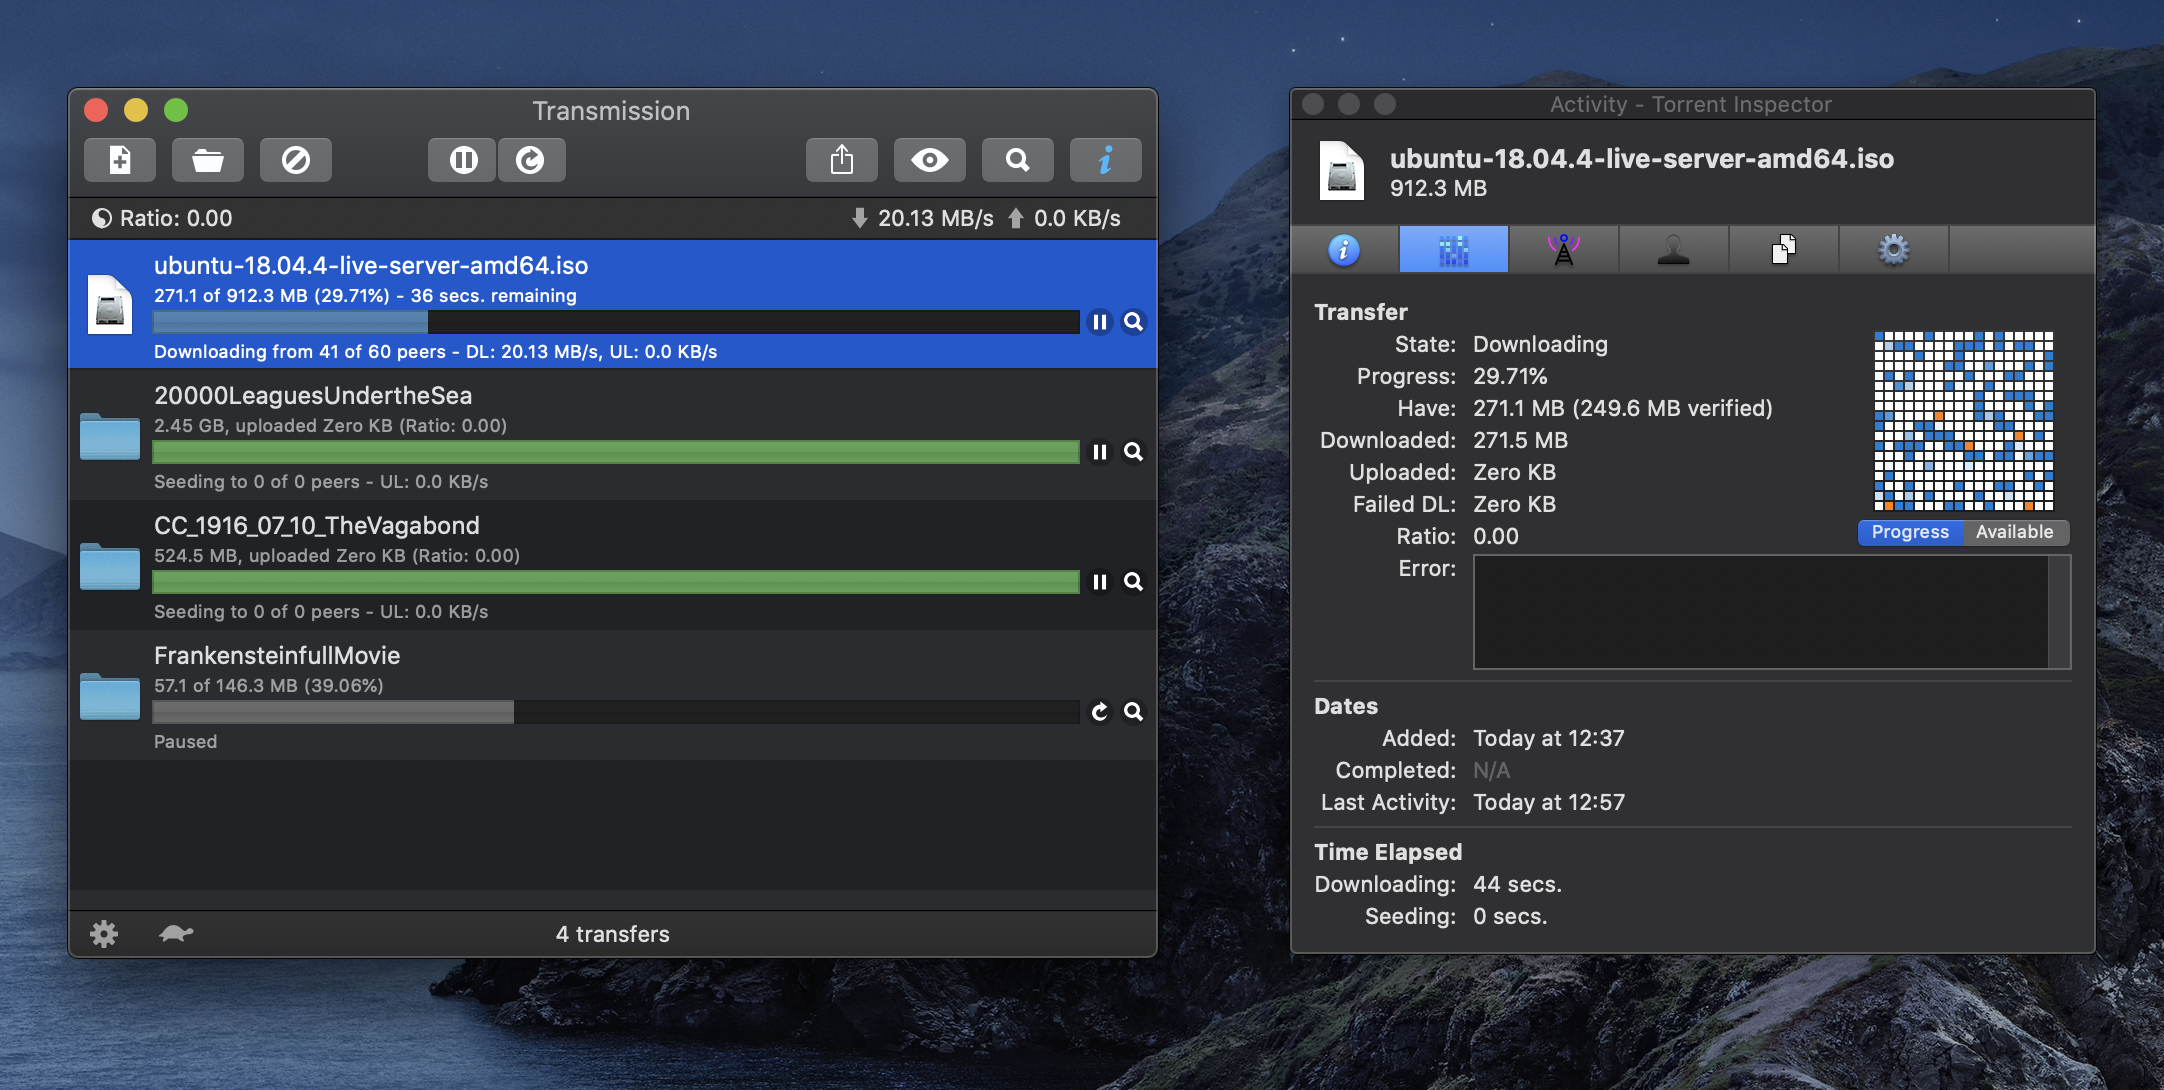 Transmission
Ratio: 0.00
20.13 MB/s 0.0 KB/s
ubuntu-18.04.4-live-server-amd64.iso
271.1 of 912.3 MB (29.71%) - 36 secs. remaining
Downloading from 41 of 60 peers - DL: 20.13 MB/s, UL: 0.0 KB/s
20000LeaguesUndertheSea
2.45 GB, uploaded Zero KB (Ratio: 0.00)
Seeding to 0 of 0 peers - UL: 0.0 KB/s
CC_1916_07_10_TheVagabond
524.5 MB, uploaded Zero KB (Ratio: 0.00)
Seeding to 0 of 0 peers - UL: 0.0 KB/s
FrankensteinfullMovie
57.1 of 146.3 MB (39.06%)
Paused
4 transfers
Activity - Torrent Inspector
ubuntu-18.04.4-live-server-amd64.iso
912.3 MB
Transfer
State: Downloading
Progress: 29.71%
Have: 271.1 MB (249.6 MB verified)
Downloaded: 271.5 MB
Uploaded: Zero KB
Failed DL: Zero KB
Ratio: 0.00
Progress Available
Error:
Dates
Added: Today at 12:37
Completed: N/A
Last Activity: Today at 12:57
Time Elapsed
Downloading: 44 secs.
Seeding: 0 secs.